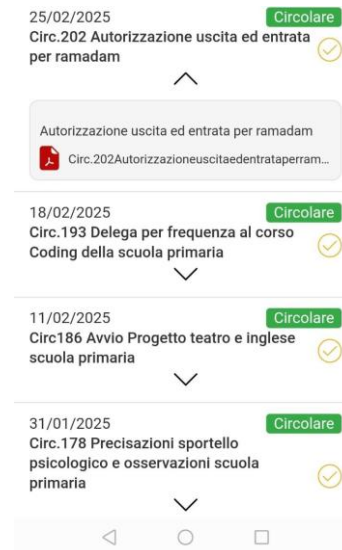 25/02/2025 Circolare
Circ.202 Autorizzazione uscita ed entrata
per ramadam
Autorizzazione uscita ed entrata per ramadam
Circ.202Autorizzazioneuscitaedentrataperram...
18/02/2025 Circolare
Circ.193 Delega per frequenza al corso
Coding della scuola primaria
11/02/2025 Circolare
Circ186 Avvio Progetto teatro e inglese
scuola primaria
31/01/2025 Circolare
Circ.178 Precisazioni sportello
psicologico e osservazioni scuola
primaria